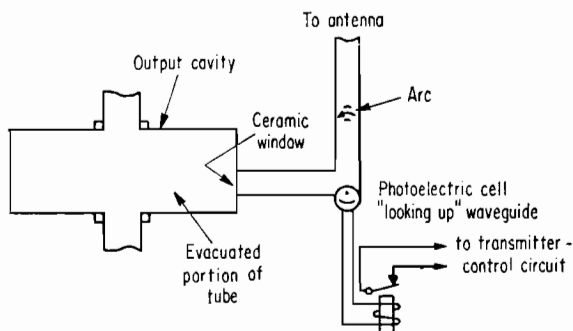 To antenna
Output cavity
Arc
Ceramic
window
Photoelectric cell
"looking up" waveguide
to transmitter-
control circuit
Evacuated
portion of
tube